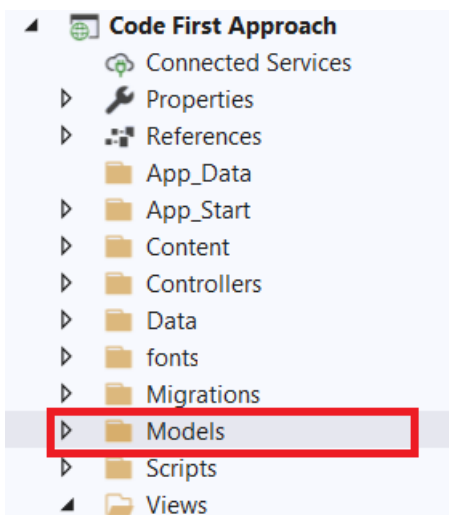 Code First Approach
Connected Services
Properties
References
App_Data
App_Start
Content
Controllers
Data
fonts
Migrations
Models
Scripts
Views